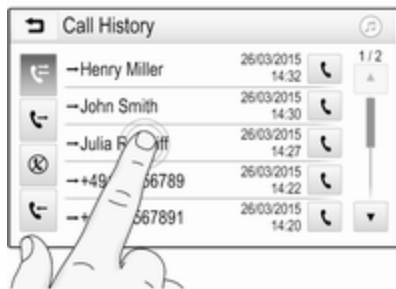 Call History
1/2
→Henry Miller 26/03/2015 14:32
→John Smith 26/03/2015 14:30
→Julia 26/03/2015 14:27
→+49 56789 26/03/2015 14:22
→+ 567891 26/03/2015 14:20